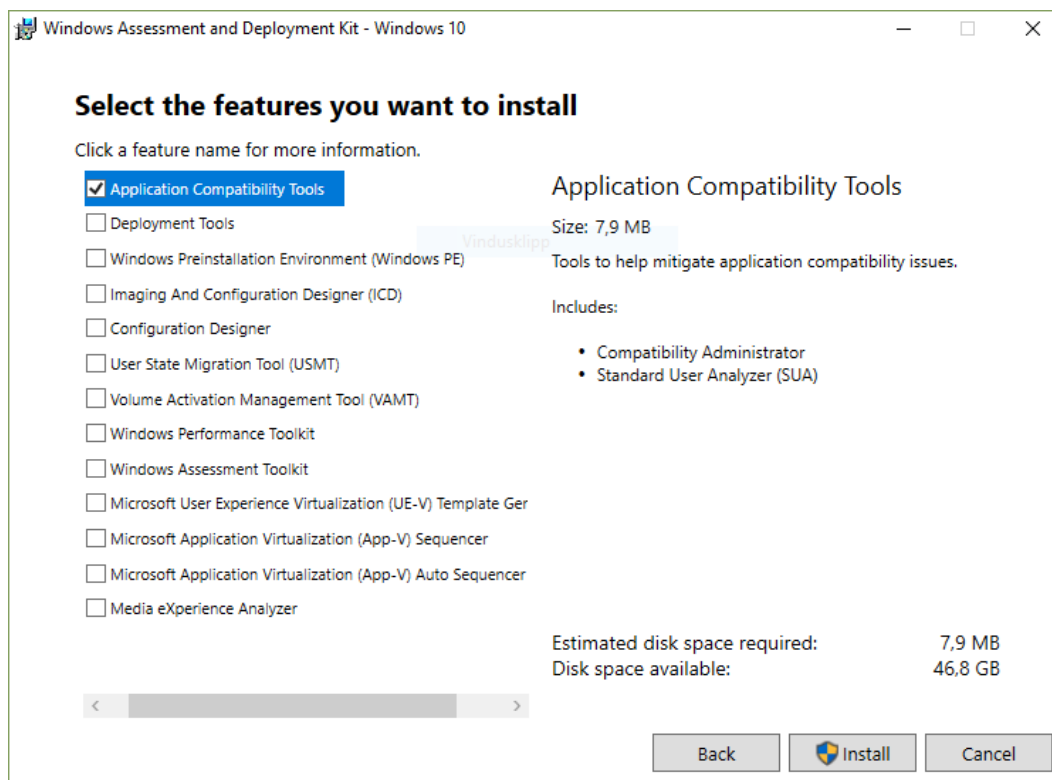 Windows Assessment and Deployment Kit - Windows 10
Select the features you want to install
Click a feature name for more information.
Application Compatibility Tools
Deployment Tools
Windows Preinstallation Environment (Windows PE)
Imaging And Configuration Designer (ICD)
Configuration Designer
User State Migration Tool (USMT)
Volume Activation Management Tool (VAMT)
Windows Performance Toolkit
Windows Assessment Toolkit
Microsoft User Experience Virtualization (UE-V) Template Ger
Microsoft Application Virtualization (App-V) Sequencer
Microsoft Application Virtualization (App-V) Auto Sequencer
Media eXperience Analyzer
Vindusklipp
Application Compatibility Tools
Size: 7,9 MB
Tools to help mitigate application compatibility issues.
Includes:
• Compatibility Administrator
• Standard User Analyzer (SUA)
Estimated disk space required: 7,9 MB
Disk space available: 46,8 GB
Back Install Cancel